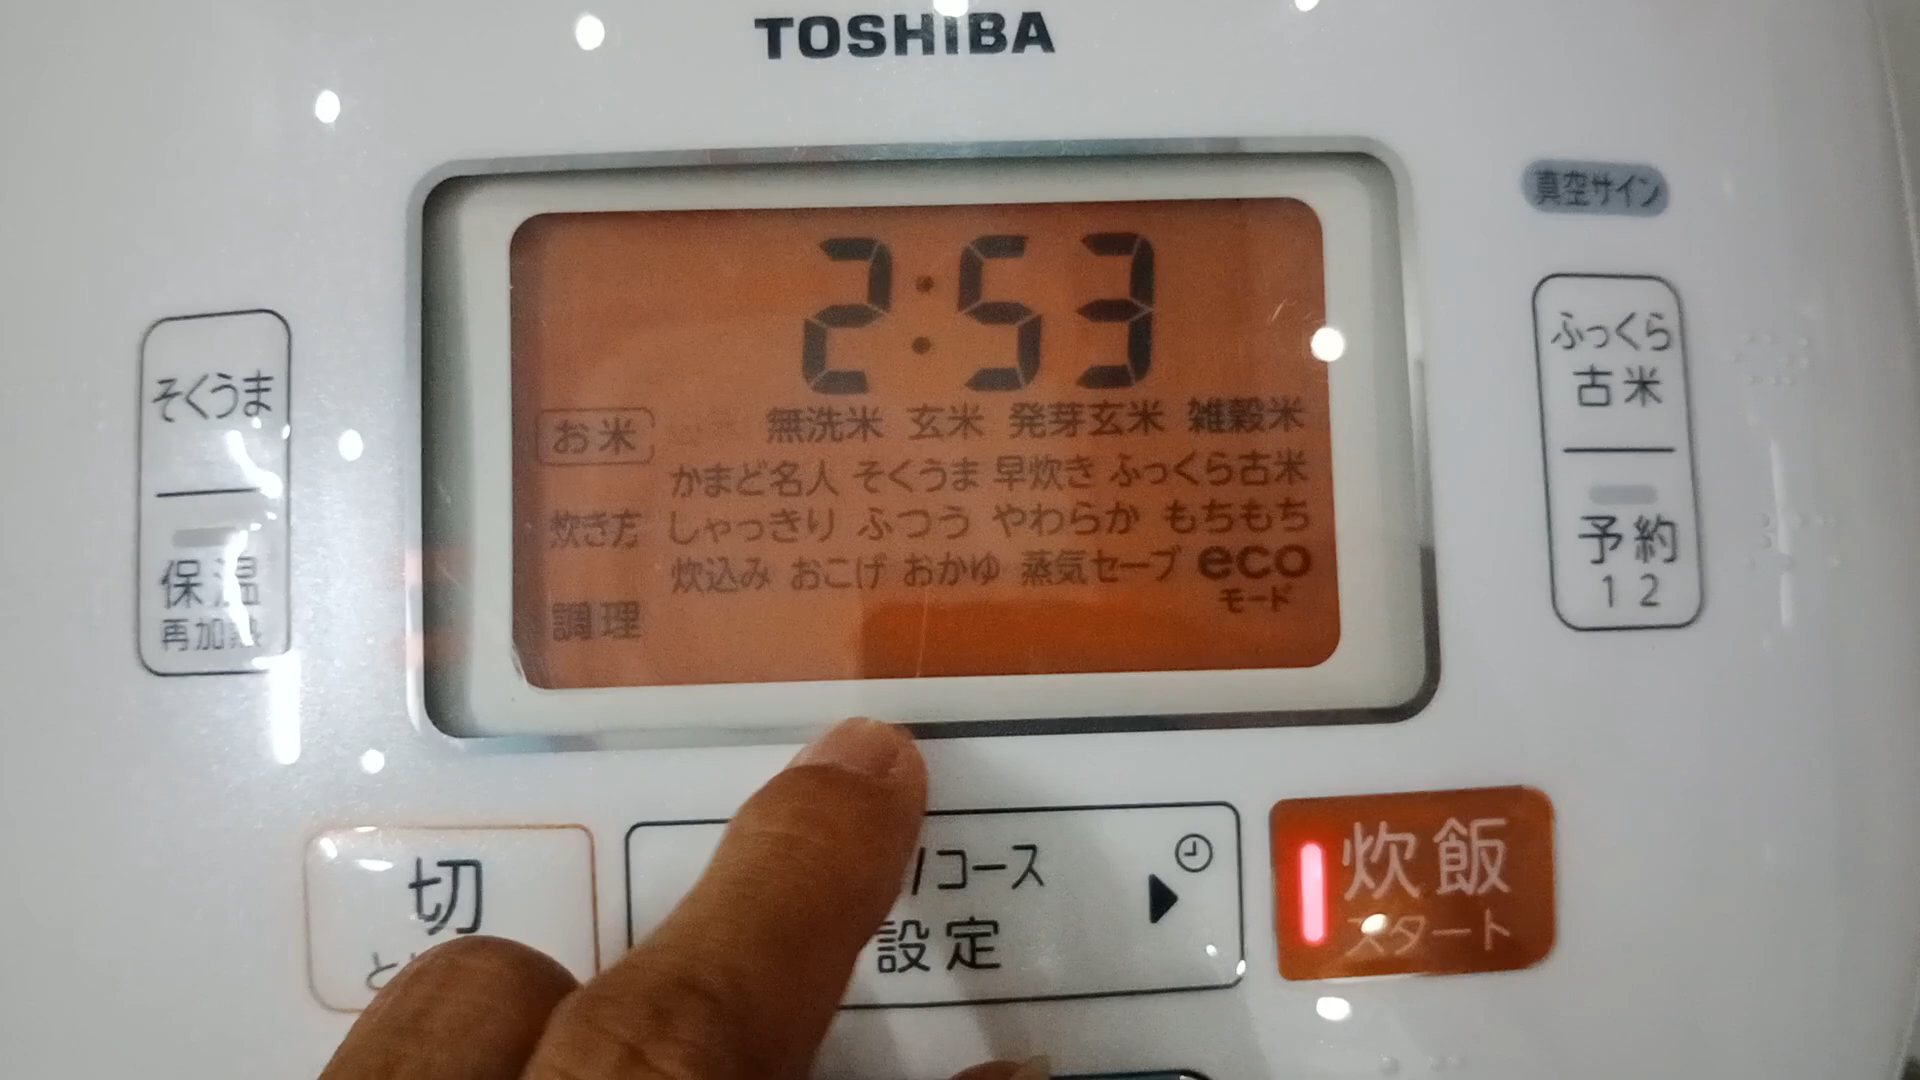 TOSHIBA
真空サイン
2:53
お米 無洗米 玄米 発芽玄米 雑穀米
かまど名人 そくうま 早炊き ふっくら古米
炊き方 しゃっきり ふつう やわらか もちもち
炊込み おこげ おかゆ 蒸気セーブ eco
モード
調理
そくうま
保温
再加熱
ふっくら
古米
予約
1 2
切
と
/コース
設定
炊飯
スタート